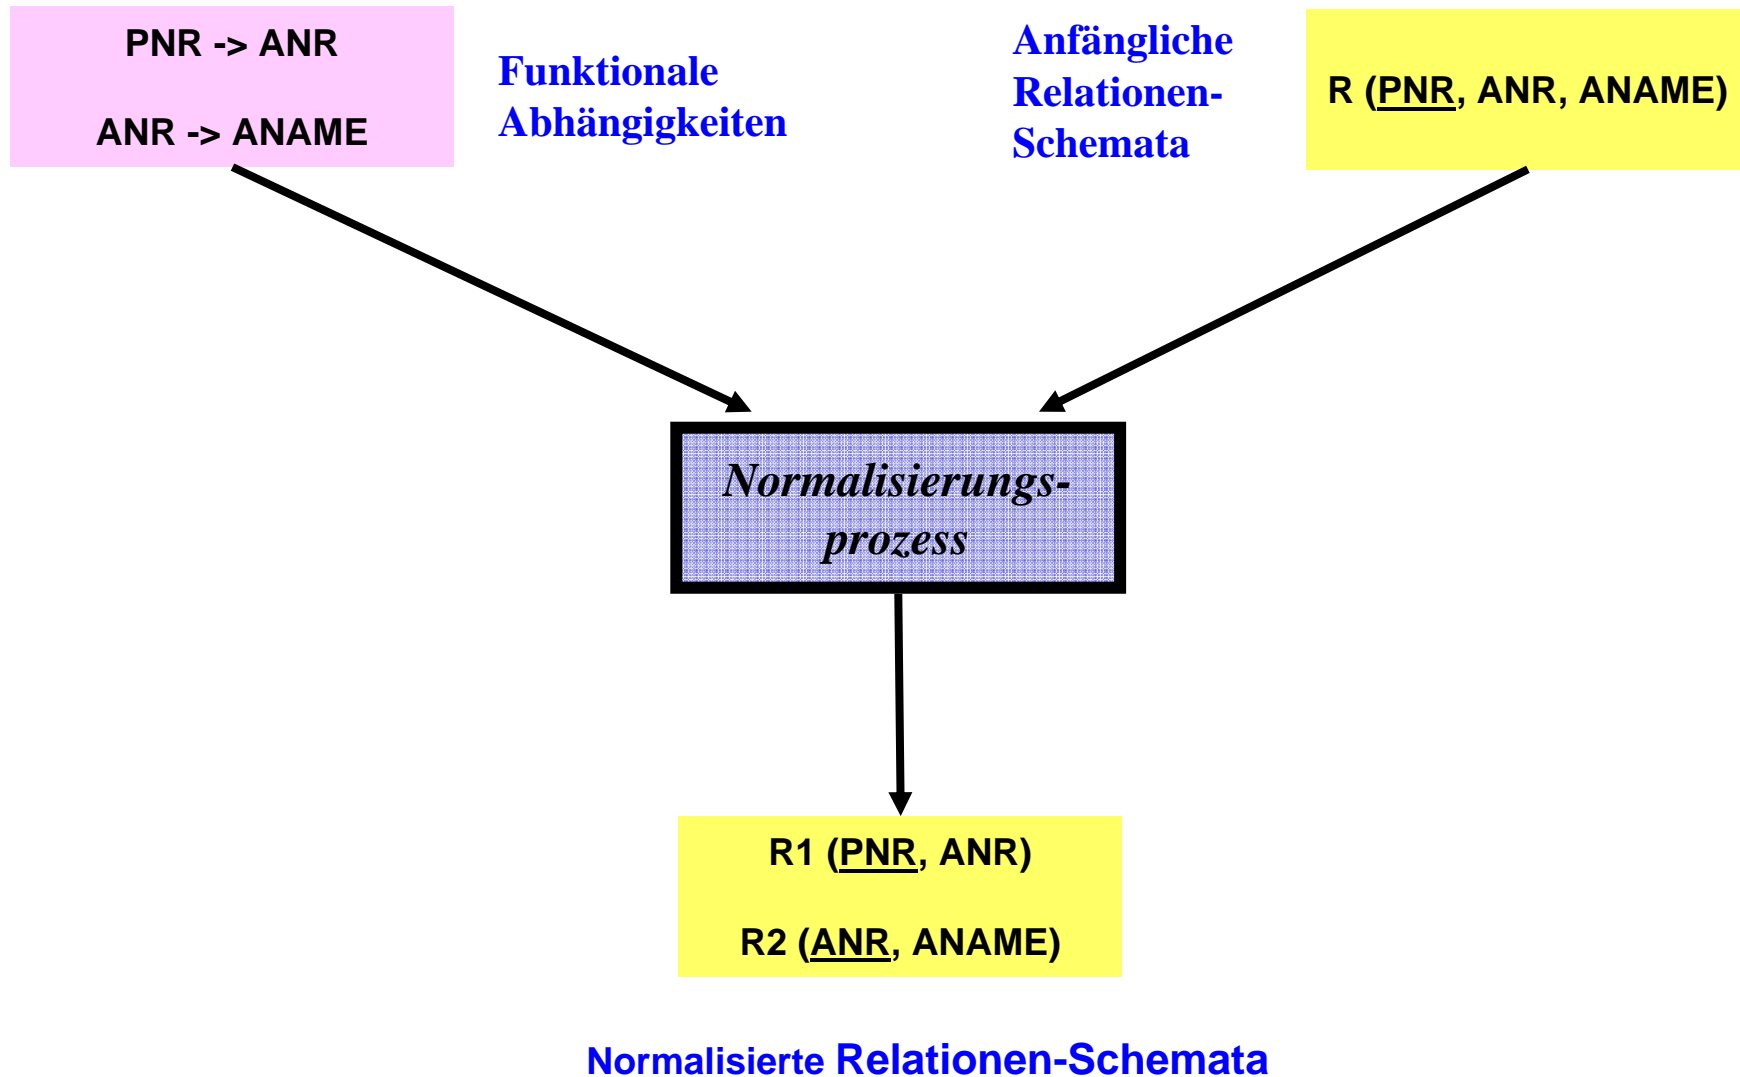 PNR -> ANR
ANR -> ANAME
Funktionale
Abhängigkeiten
Anfängliche
Relationen-
Schemata
R (PNR, ANR, ANAME)
Normalisierungs-
prozess
R1 (PNR, ANR)
R2 (ANR, ANAME)
Normalisierte Relationen-Schemata